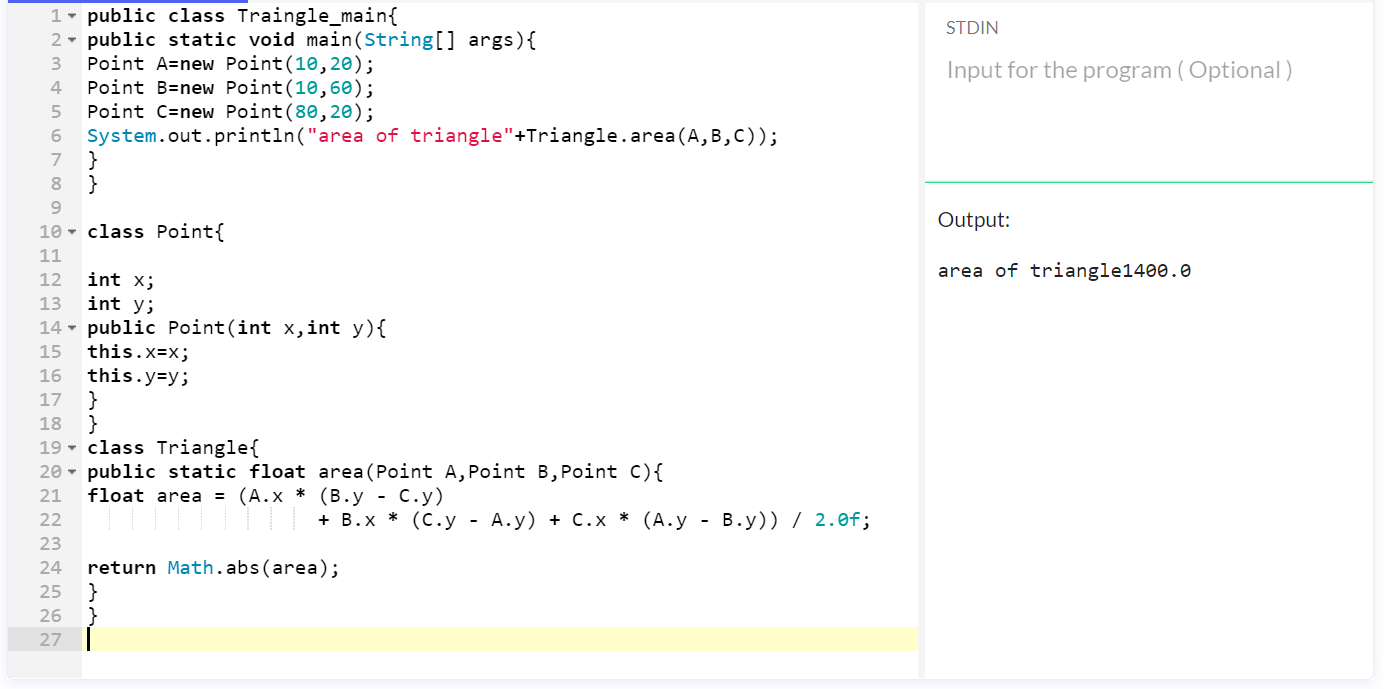 1 public class Traingle_main{
2 public static void main(String[] args){
3 Point A=new Point(10,20);
4 Point B=new Point(10,60);
5 Point C=new Point(80,20);
6 System.out.println("area of triangle"+Triangle.area(A,B,C));
7 }
8 }
9
10 class Point{
11
12 int x;
13 int y;
14 public Point(int x,int y){
15 this.x=x;
16 this.y=y;
17 }
18 }
19 class Triangle{
20 public static float area(Point A,Point B,Point C){
21 float area = (A.x * (B.y - C.y)
22 + B.x * (C.y - A.y) + C.x * (A.y - B.y)) / 2.0f;
23
24 return Math.abs(area);
25 }
26 }
27
STDIN
Input for the program ( Optional )
Output:
area of triangle1400.0